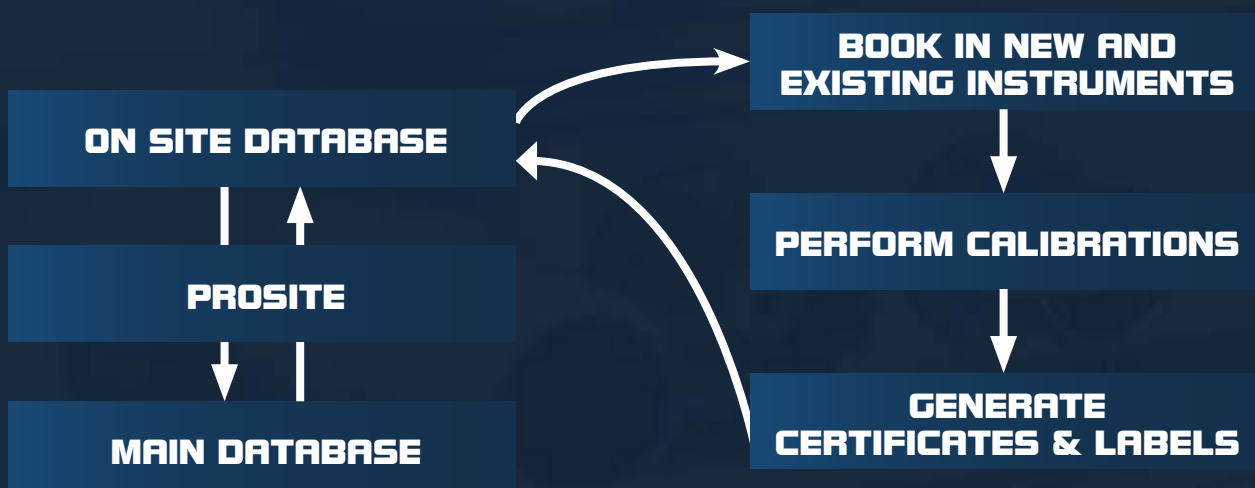 ON SITE DATABASE
PROSITE
MAIN DATABASE
BOOK IN NEW AND
EXISTING INSTRUMENTS
PERFORM CALIBRATIONS
GENERATE
CERTIFICATES & LABELS